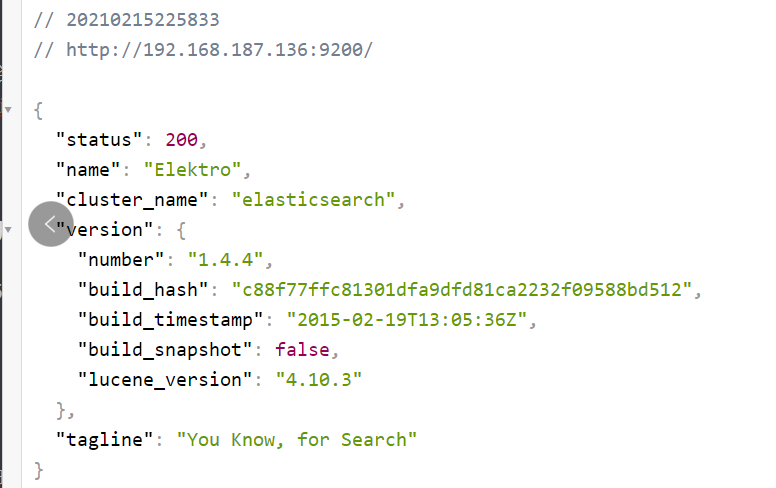 // 20210215225833
// http://192.168.187.136:9200/
{
"status": 200,
"name": "Elektro",
"cluster_name": "elasticsearch",
"version": {
"number": "1.4.4",
"build_hash": "c88f77ffc81301dfa9dfd81ca2232f09588bd512",
"build_timestamp": "2015-02-19T13:05:36Z",
"build_snapshot": false,
"lucene_version": "4.10.3"
},
"tagline": "You Know, for Search"
}